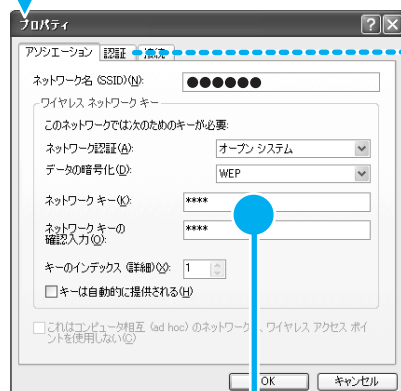 プロパティ
アソシエーション 認証 接続
ネットワーク名 (SSID)(N): ●●●●●●
ワイヤレス ネットワーク キー
このネットワークでは次のためのキーが必要:
ネットワーク認証(A): オープン システム
データの暗号化(D): WEP
ネットワーク キー(K): ****
ネットワーク キーの
確認入力(O): ****
キーのインデックス (詳細)(X): 1
キーは自動的に提供される(H)
これはコンピュータ相互 (ad hoc) のネットワーク 、ワイヤレス アクセス ポイ
ントを使用しない(C)
OK キャンセル